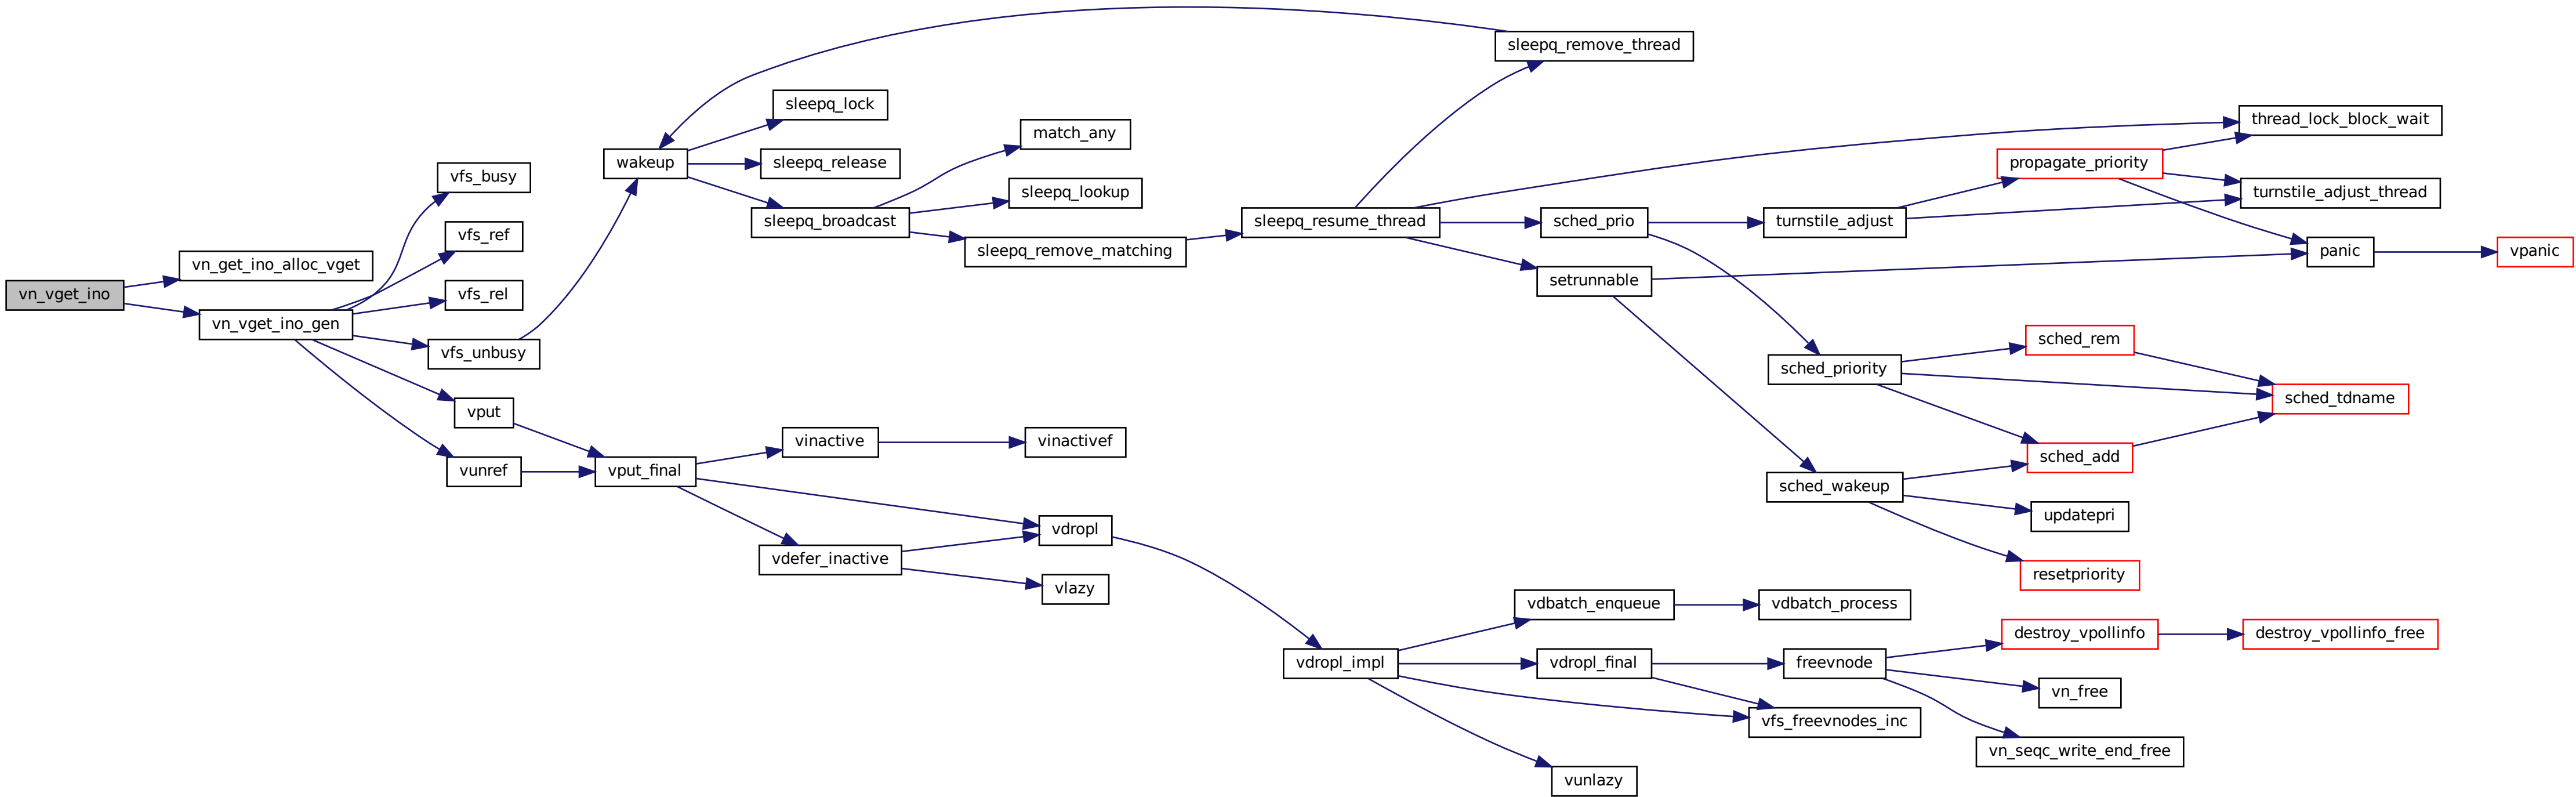 vn_vget_ino
vn_get_ino_alloc_vget
vn_vget_ino_gen
vfs_busy
vfs_ref
vfs_rel
vfs_unbusy
vput
vunref
wakeup
sleepq_lock
sleepq_release
sleepq_broadcast
match_any
sleepq_lookup
sleepq_remove_matching
sleepq_resume_thread
sleepq_remove_thread
sched_prio
setrunnable
turnstile_adjust
propagate_priority
thread_lock_block_wait
turnstile_adjust_thread
panic
vpanic
sched_priority
sched_rem
sched_tdname
sched_add
sched_wakeup
updatepri
resetpriority
vput_final
vinactive
vinactivef
vdropl
vdefer_inactive
vlazy
vdropl_impl
vdbatch_enqueue
vdbatch_process
vdropl_final
freevnode
vfs_freevnodes_inc
vunlazy
destroy_vpollinfo
destroy_vpollinfo_free
vn_free
vn_seqc_write_end_free